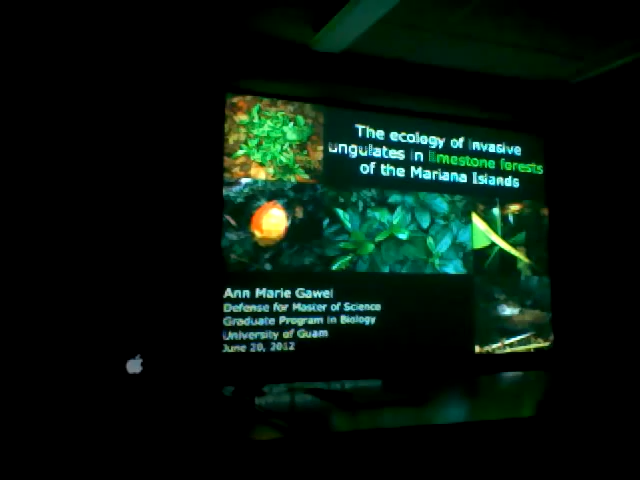 The ecology of invasive
ungulates in limestone forests
of the Mariana Islands
Ann Marie Gawel
Defense for Master of Science
Graduate Program in Biology
University of Guam
June 20, 2012